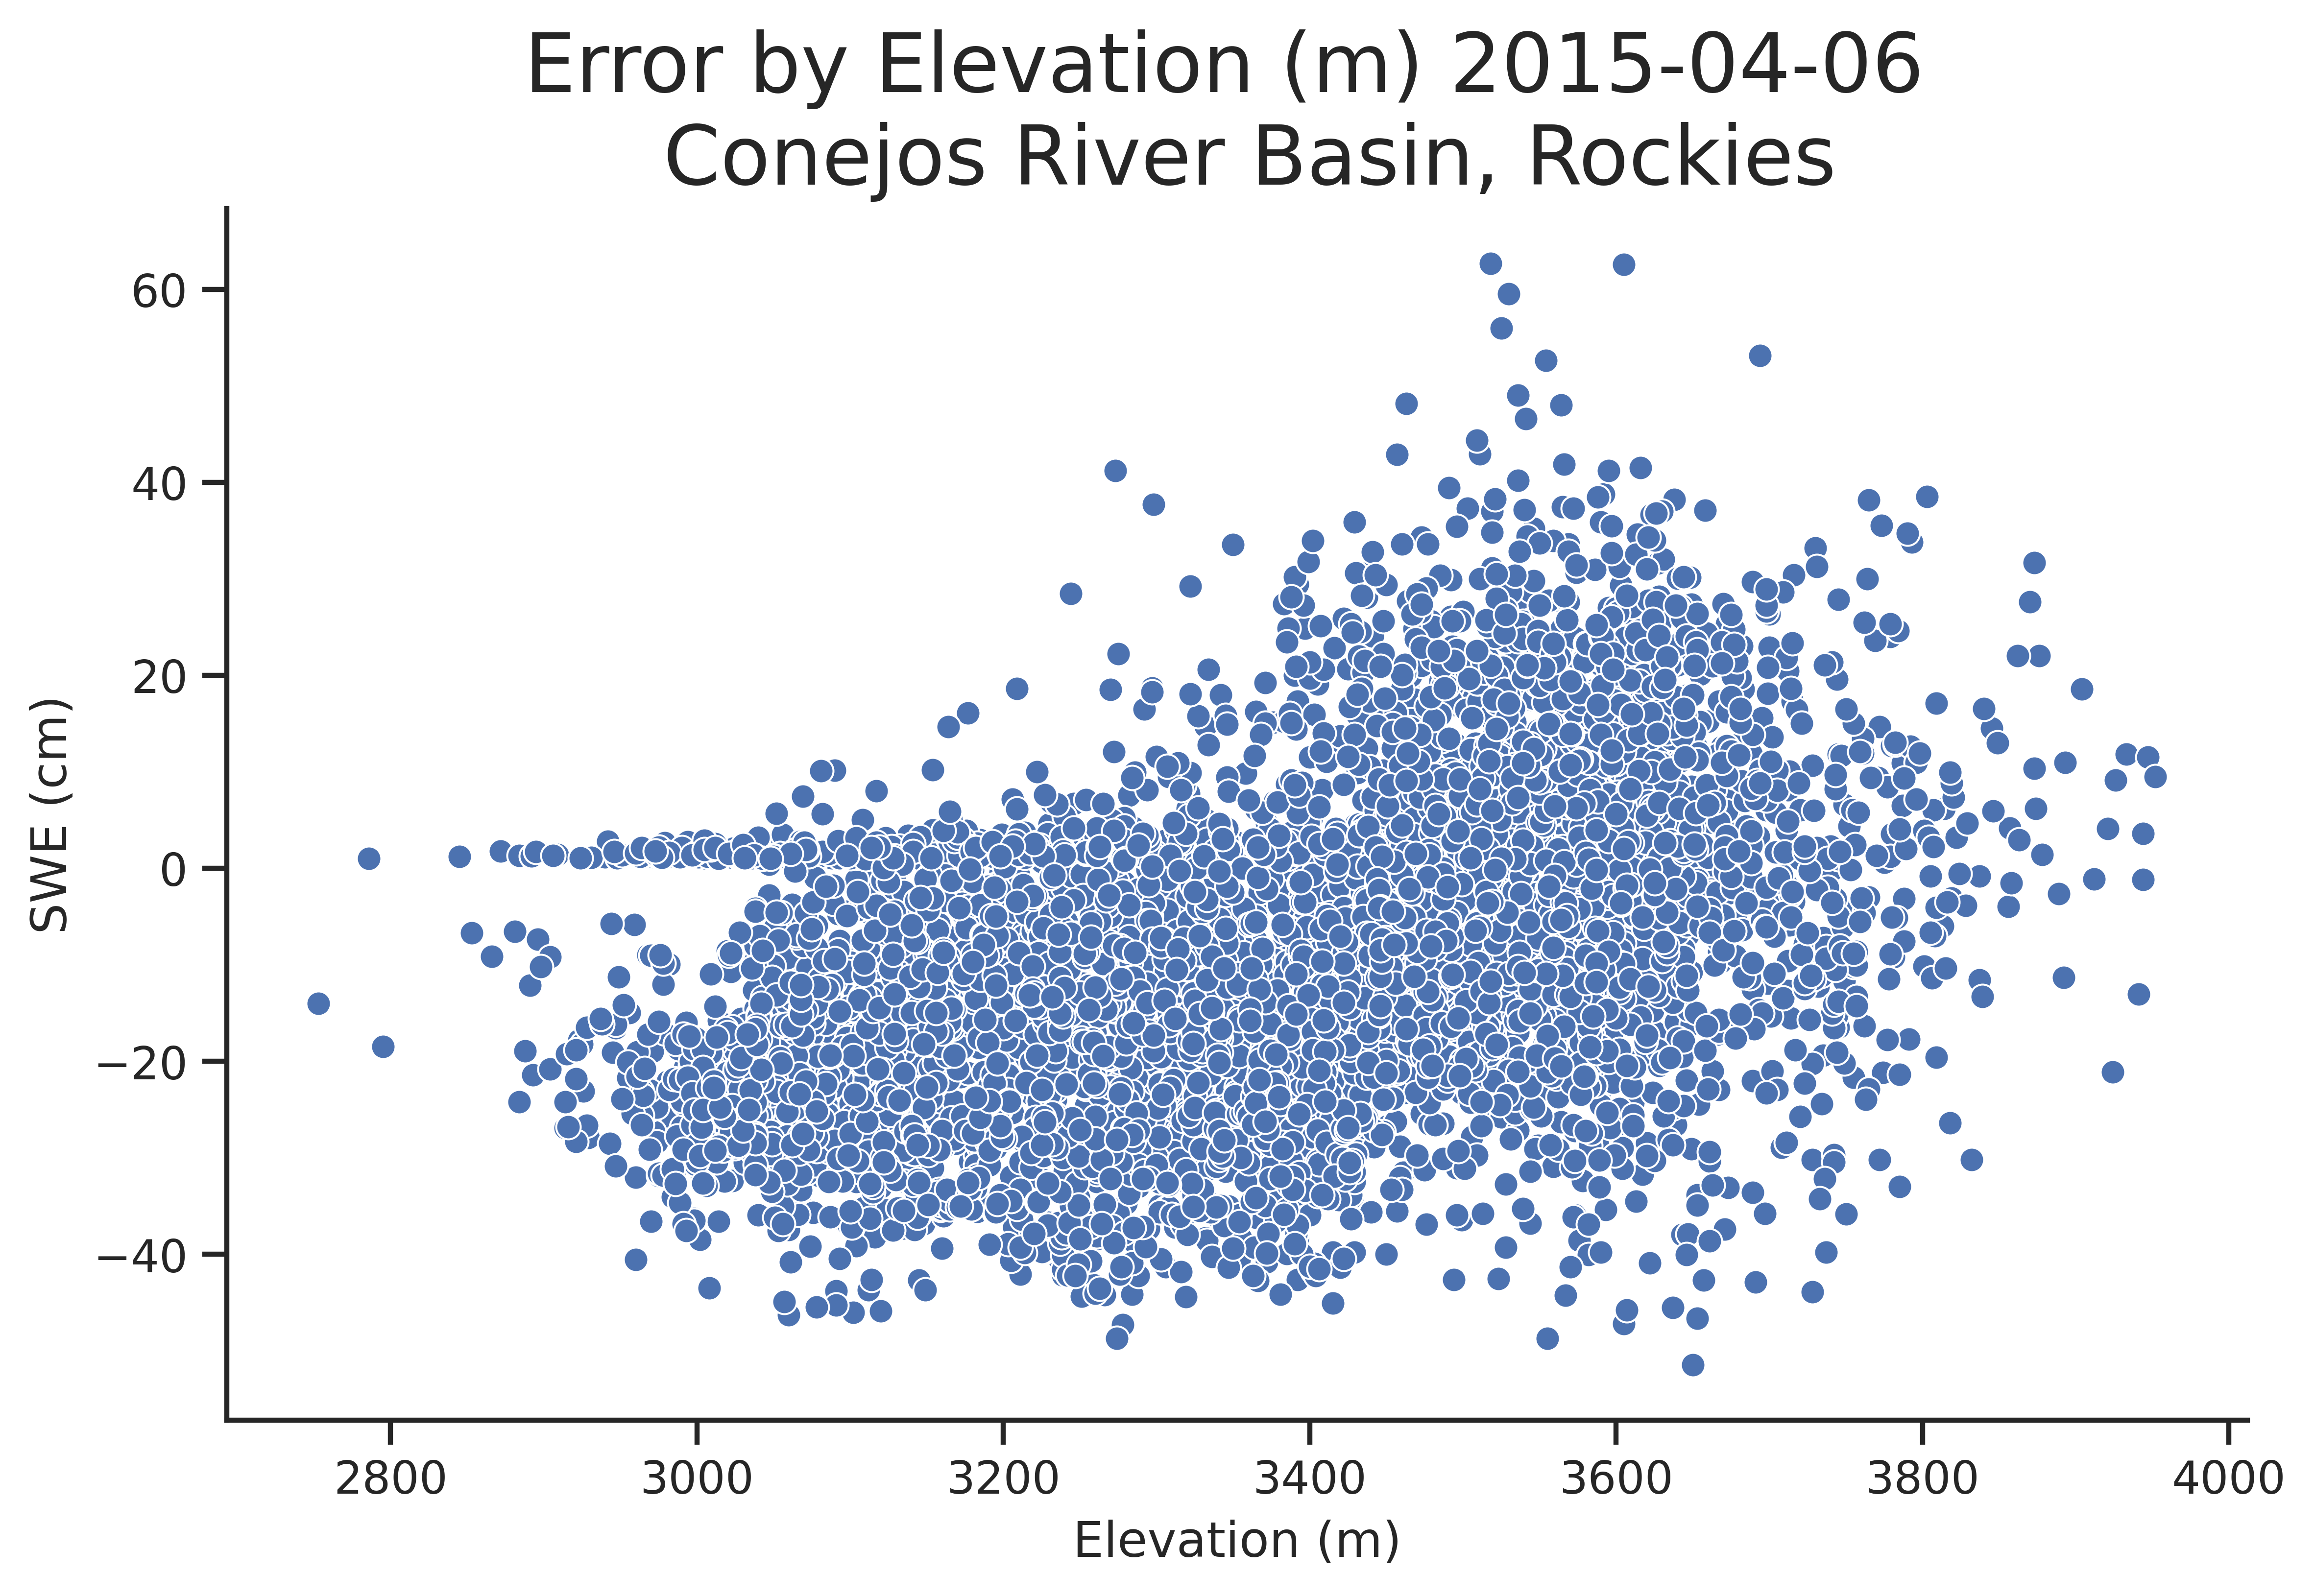 Error by Elevation (m) 2015-04-06
Conejos River Basin, Rockies
60
40
20
0
−20
−40
SWE (cm)
2800 3000 3200 3400 3600 3800 4000
Elevation (m)